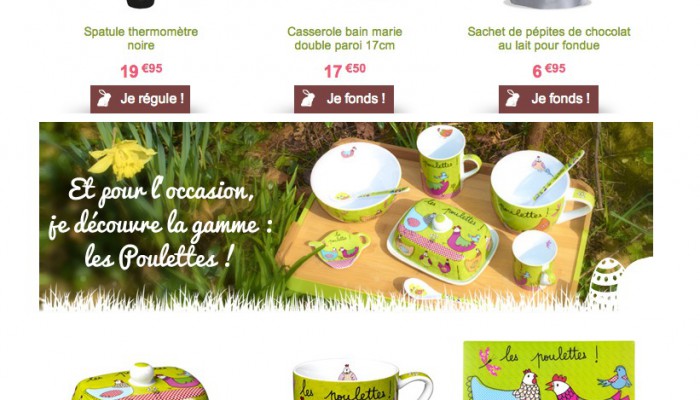 Spatule thermomètre
noire
19 €95
Je régule !
Casserole bain marie
double paroi 17cm
17 €50
Je fonds !
Sachet de pépites de chocolat
au lait pour fondue
6 €95
Je fonds !
Et pour l'occasion,
je découvre la gamme :
les Poulettes !
Poulettes !
les poulettes !
poulettes !
les poulettes !
les poulettes !